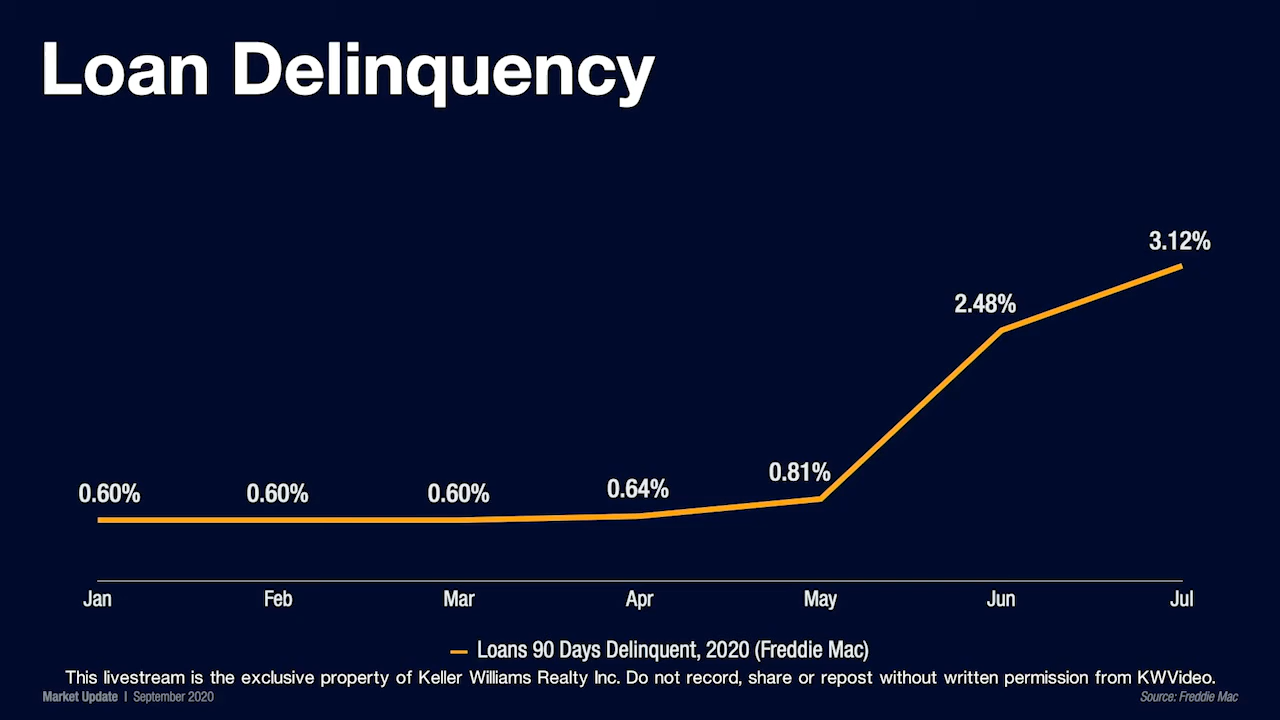 Loan Delinquency
3.12%
2.48%
0.81%
0.60% 0.60% 0.60% 0.64%
Jan Feb Mar Apr May Jun Jul
Loans 90 Days Delinquent, 2020 (Freddie Mac)
This livestream is the exclusive property of Keller Williams Realty Inc. Do not record, share or repost without written permission from KWVideo.
Market Update | September 2020 Source: Freddie Mac